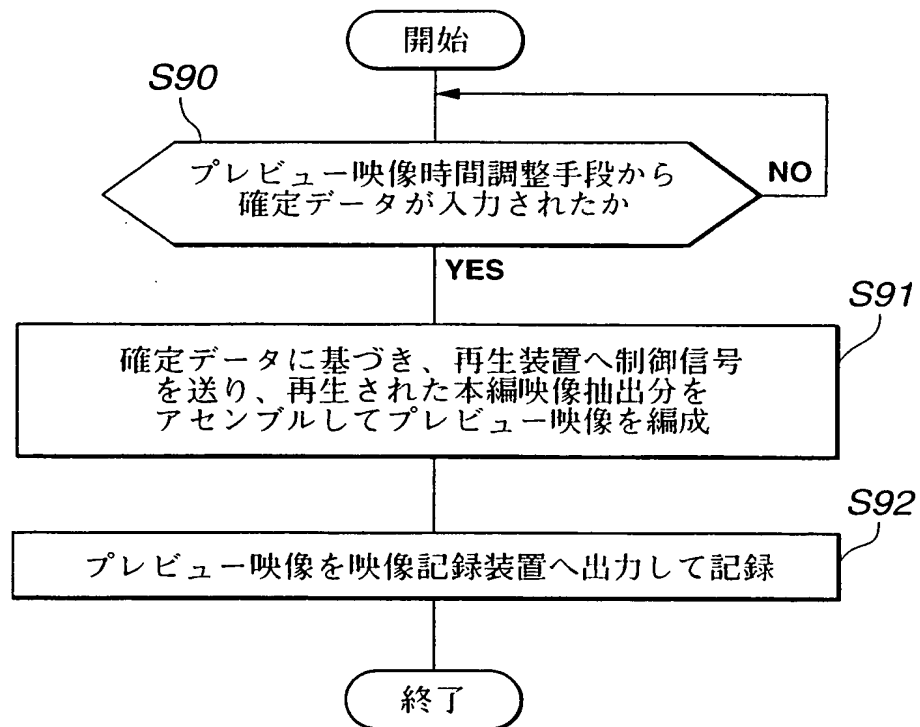 開始
S90
プレビュー映像時間調整手段から
確定データが入力されたか
NO
YES
S91
確定データに基づき、再生装置へ制御信号
を送り、再生された本編映像抽出分を
アセンブルしてプレビュー映像を編成
S92
プレビュー映像を映像記録装置へ出力して記録
終了